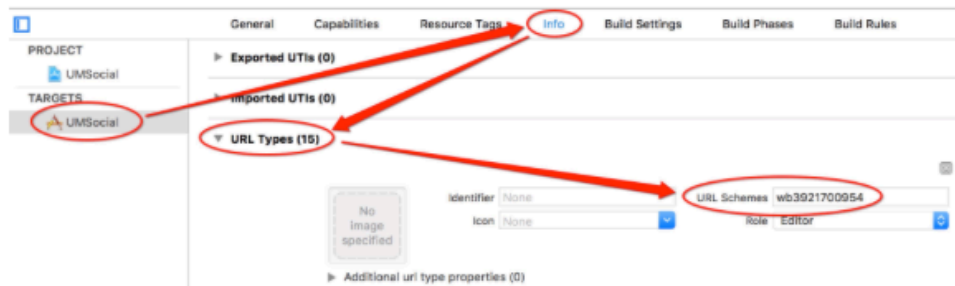 General Capabilities Resource Tags Info Build Settings Build Phases Build Rules
PROJECT
UMSocial
TARGETS
UMSocial
Exported UTIs (0)
Imported UTIs (0)
URL Types (15)
No
image
specified
Identifier None
URL Schemes wb3921700954
Icon None
Role Editor
Additional url type properties (0)